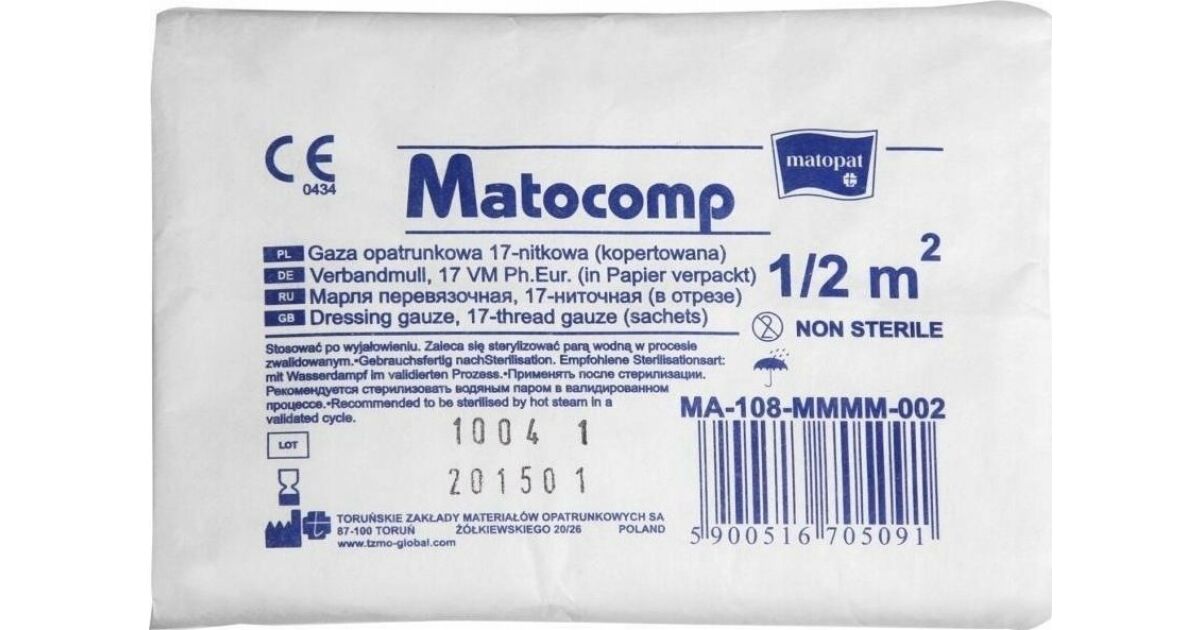 CE
0434
Matocomp
matopat
PL Gaza opatrunkowa 17-nitkowa (kopertowana)
DE Verbandmull, 17 VM Ph.Eur. (in Papier verpackt)
RU Марля перевязочная, 17-ниточная (в отрезе)
GB Dressing gauze, 17-thread gauze (sachets)
1/2 m²
2 NON STERILE
Stosować po wyjałowieniu. Zaleca się sterylizować parą wodną w procesie
zwalidowanym.•Gebrauchsfertig nachSterilisation. Empfohlene Sterilisationsart:
mit Wasserdampf im validierten Prozess.•Применять после стерилизации.
Рекомендуется стерилизовать водяным паром в валидированном
процессе.•Recommended to be sterilised by hot steam in a
validated cycle.
MA-108-MMMM-002
LOT 1004 1
201501
TORUŃSKIE ZAKŁADY MATERIAŁÓW OPATRUNKOWYCH SA
87-100 TORUŃ ŻÓŁKIEWSKIEGO 20/26 POLAND
www.tzmo-global.com
5 900516 705091